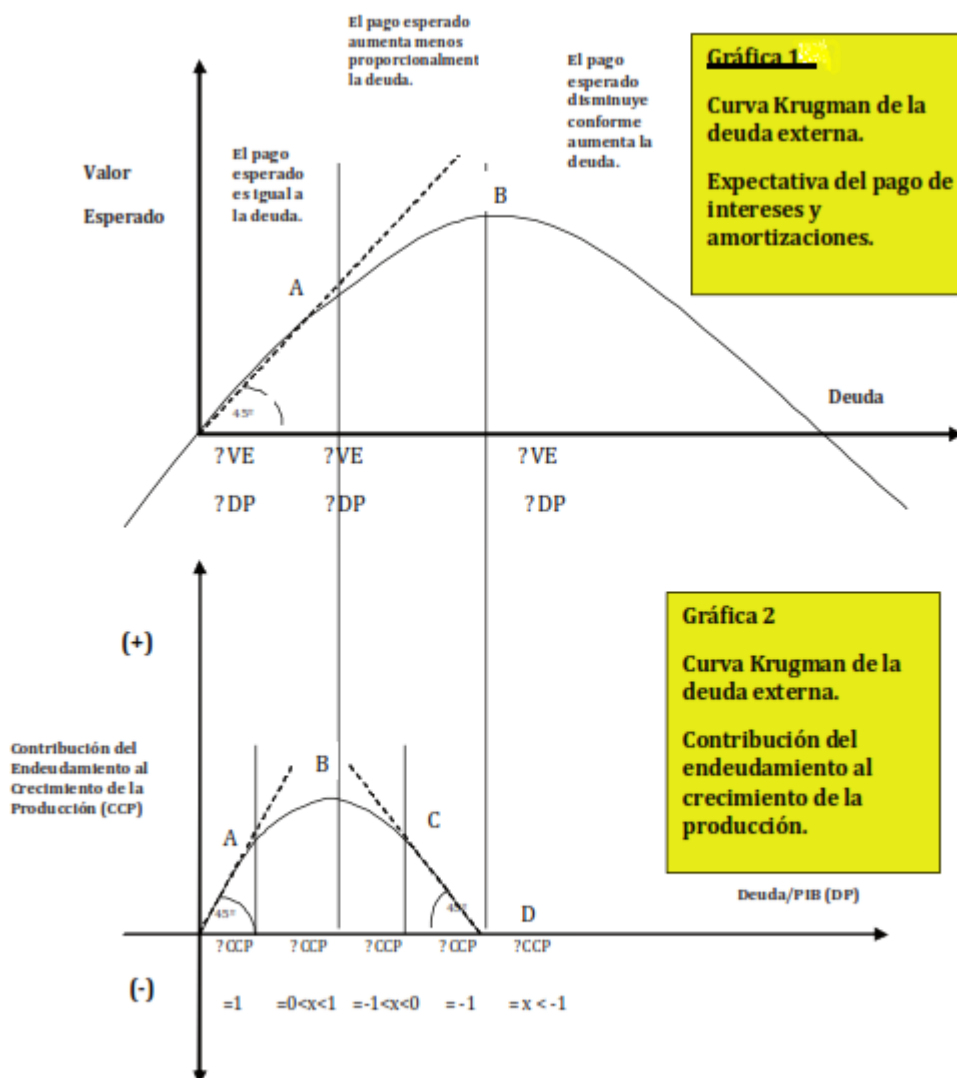 El pago esperado
aumenta menos
proporcionalment
la deuda.
El pago
esperado
disminuye
conforme
aumenta la
deuda.
El pago
esperado
es igual a
la deuda.
Valor
Esperado
A
B
45º
Deuda
Gráfica 1
Curva Krugman de la
deuda externa.
Expectativa del pago de
intereses y
amortizaciones.
? VE ? VE ? VE
? DP ? DP ? DP
(+)
Contribución del
Endeudamiento al
Crecimiento de la
Producción (CCP)
A
B
C
D
45º 45º
Gráfica 2
Curva Krugman de la
deuda externa.
Contribución del
endeudamiento al
crecimiento de la
producción.
Deuda/PIB (DP)
? CCP ? CCP ? CCP ? CCP ?CCP
(-)
=1 =0<x<1 =-1<x<0 = -1 =x < -1